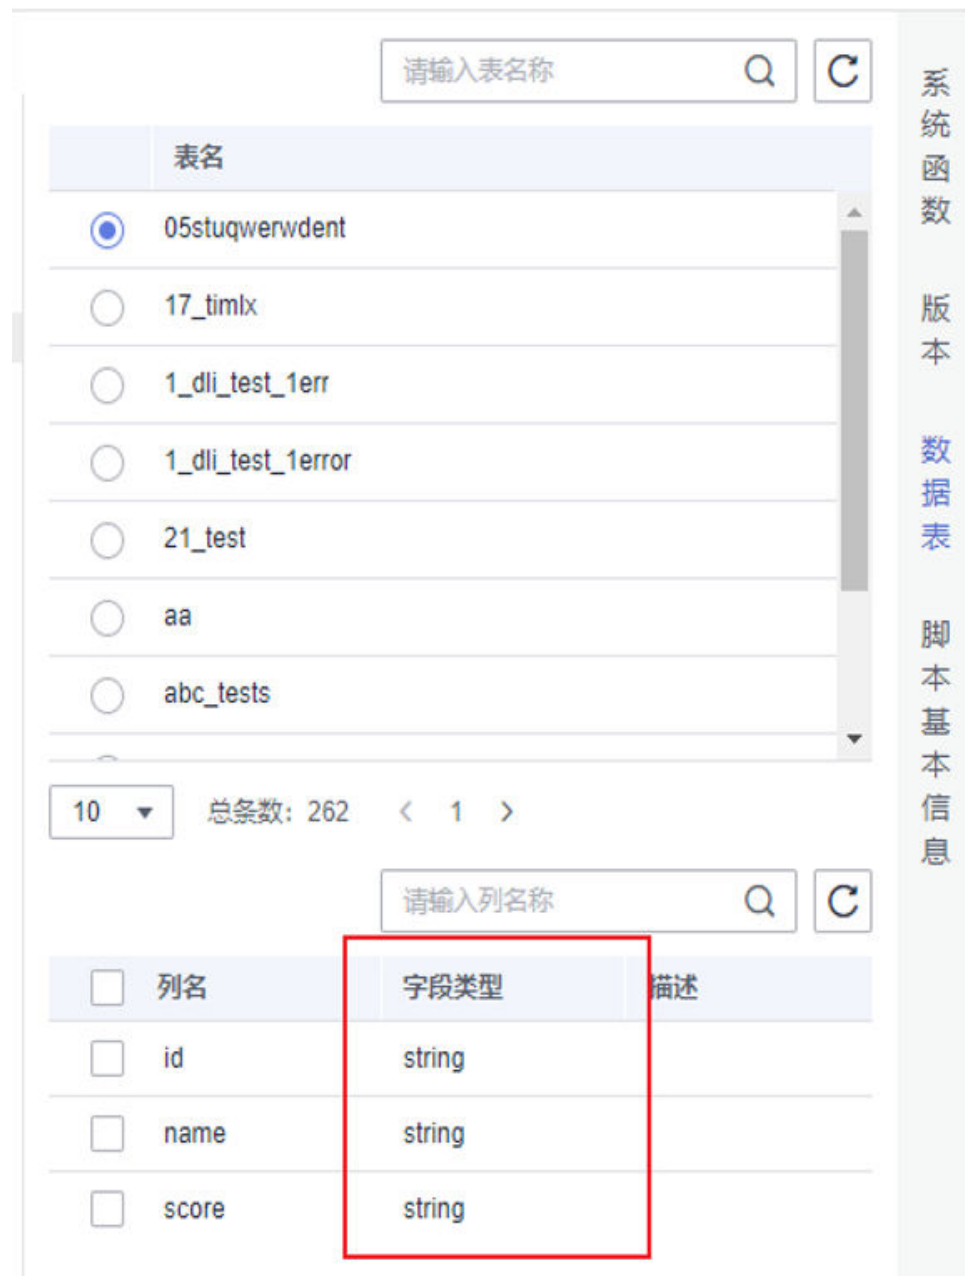 请输入表名称
表名
05stuqwerwdent
17_timlx
1_dli_test_1err
1_dli_test_1error
21_test
aa
abc_tests
10 总条数: 262 < 1 >
请输入列名称
列名 字段类型 描述
id string
name string
score string
系统函数
版本
数据表
脚本基本信息